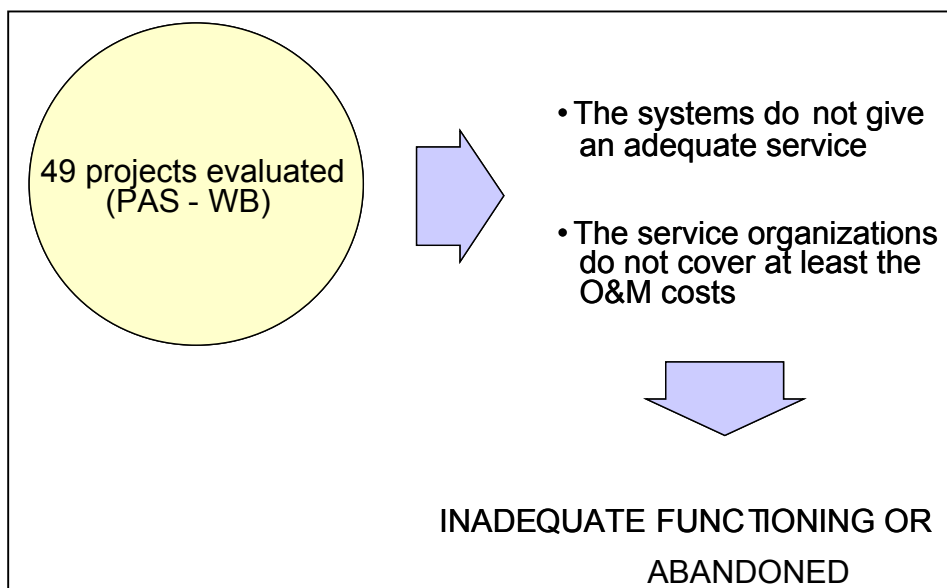 49 projects evaluated
(PAS - WB)
• The systems do not give
an adequate service
• The service organizations
do not cover at least the
O&M costs
INADEQUATE FUNCTIONING OR
ABANDONED